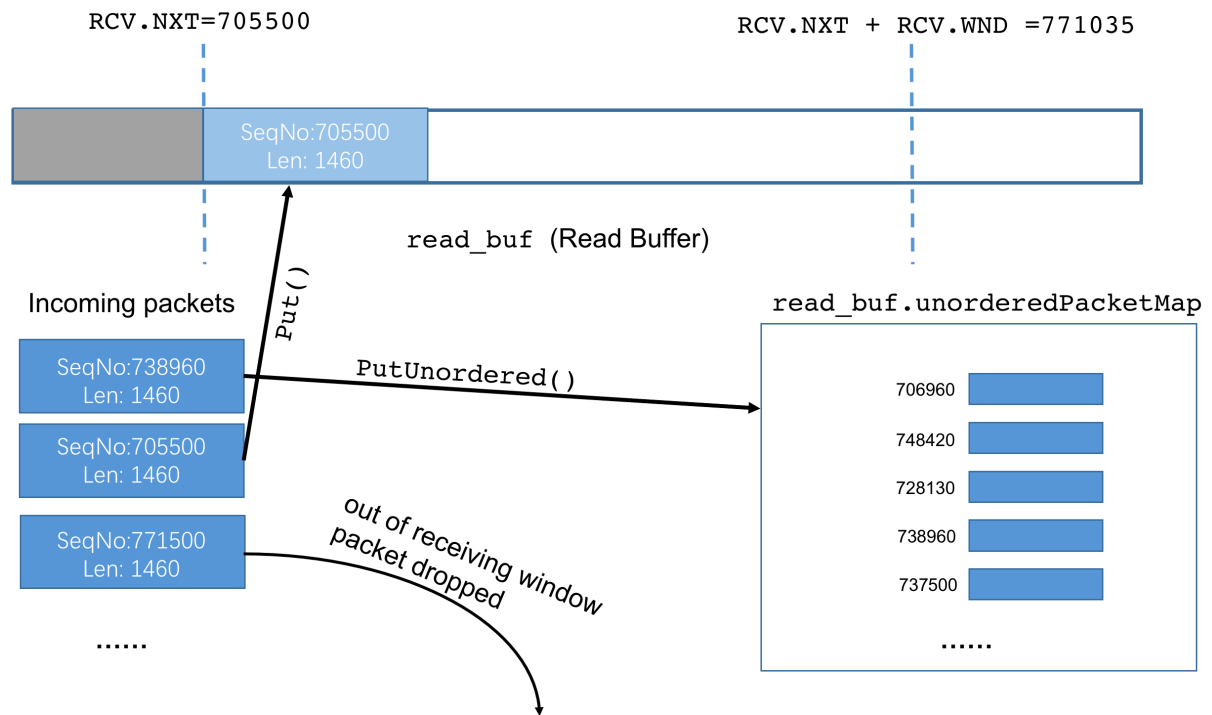 RCV.NXT=705500
RCV.NXT + RCV.WND =771035
SeqNo:705500
Len: 1460
read_buf (Read Buffer)
Put()
Incoming packets
read_buf.unorderedPacketMap
SeqNo:738960
Len: 1460
PutUnordered()
SeqNo:705500
Len: 1460
SeqNo:771500
Len: 1460
out of receiving window
packet dropped
......
706960
748420
728130
738960
737500
......